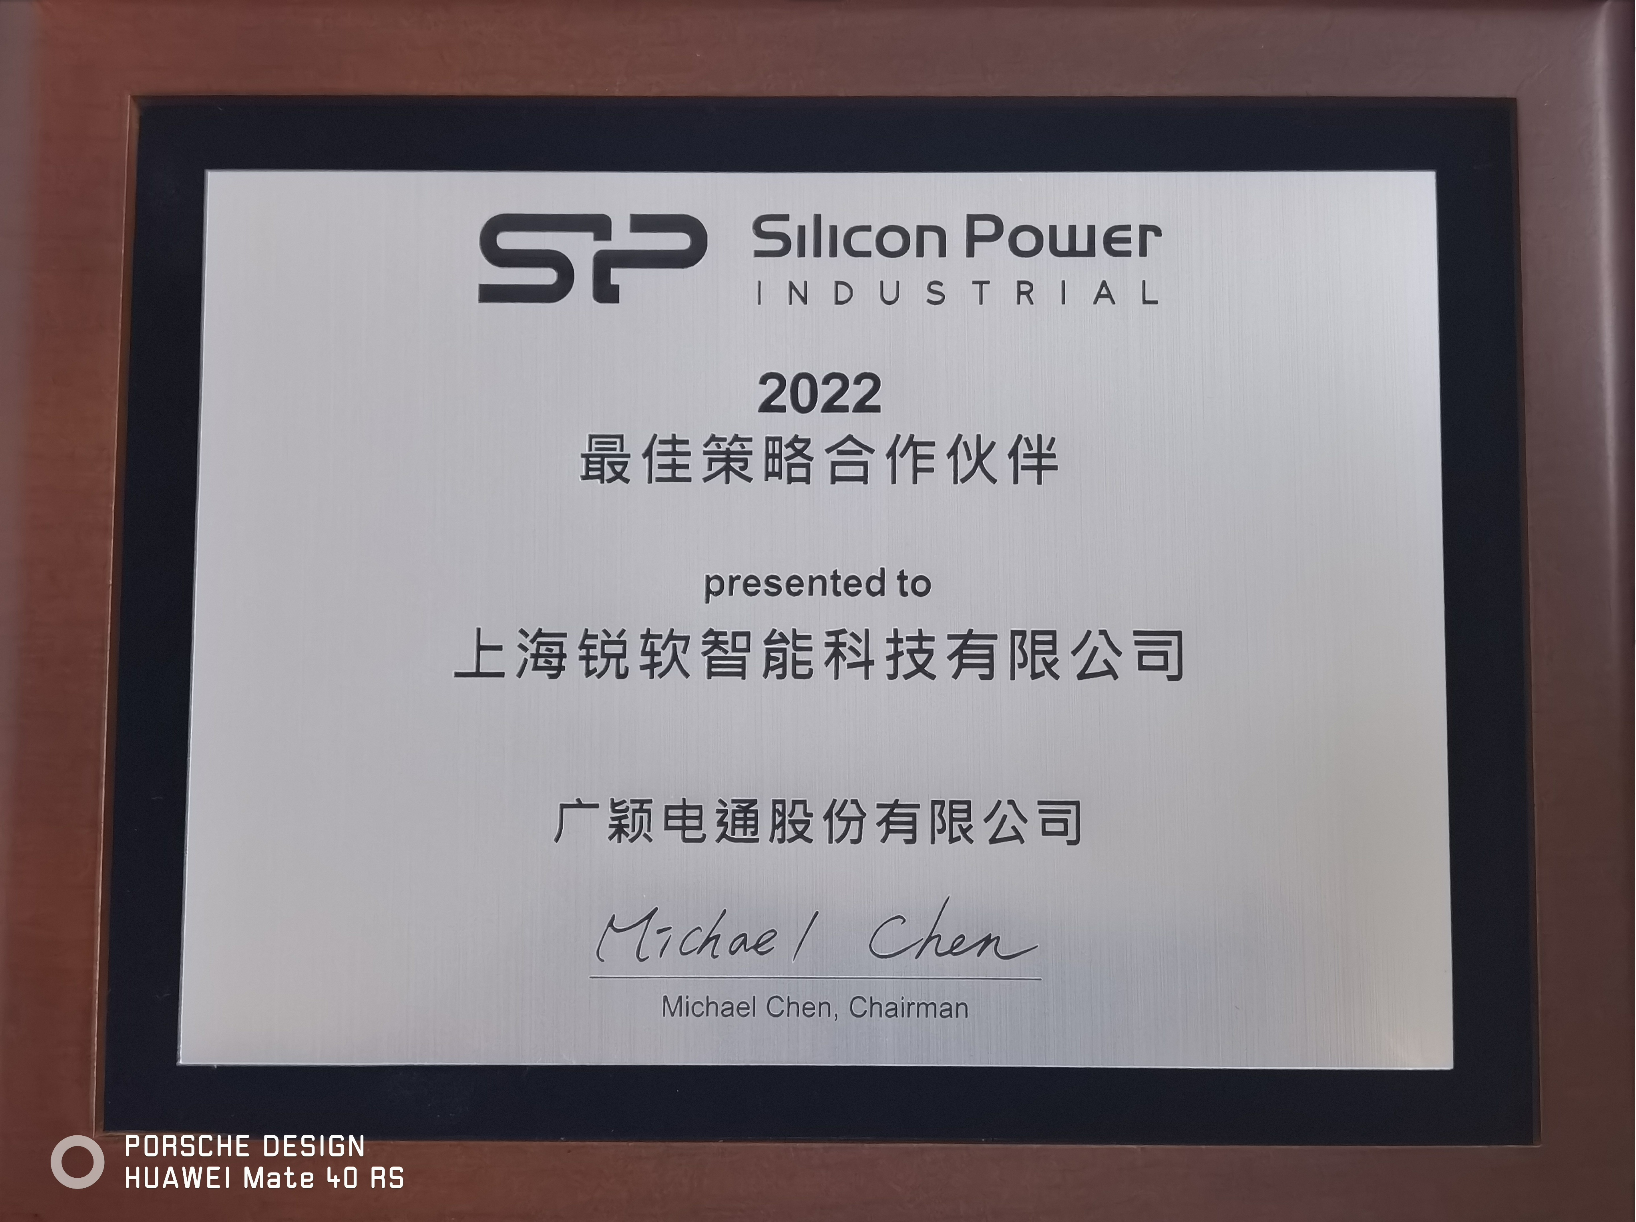 SP Silicon Power
INDUSTRIAL
2022
最佳策略合作伙伴
presented to
上海锐软智能科技有限公司
广颖电通股份有限公司
Michael Chen
Michael Chen, Chairman
PORSCHE DESIGN
HUAWEI Mate 40 RS